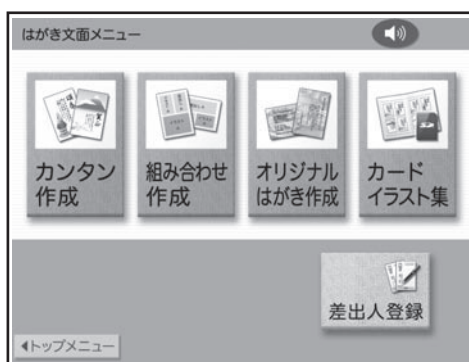 はがき文面メニュー
カンタン
作成
組み合わせ
作成
オリジナル
はがき作成
カード
イラスト集
差出人登録
◀トップメニュー